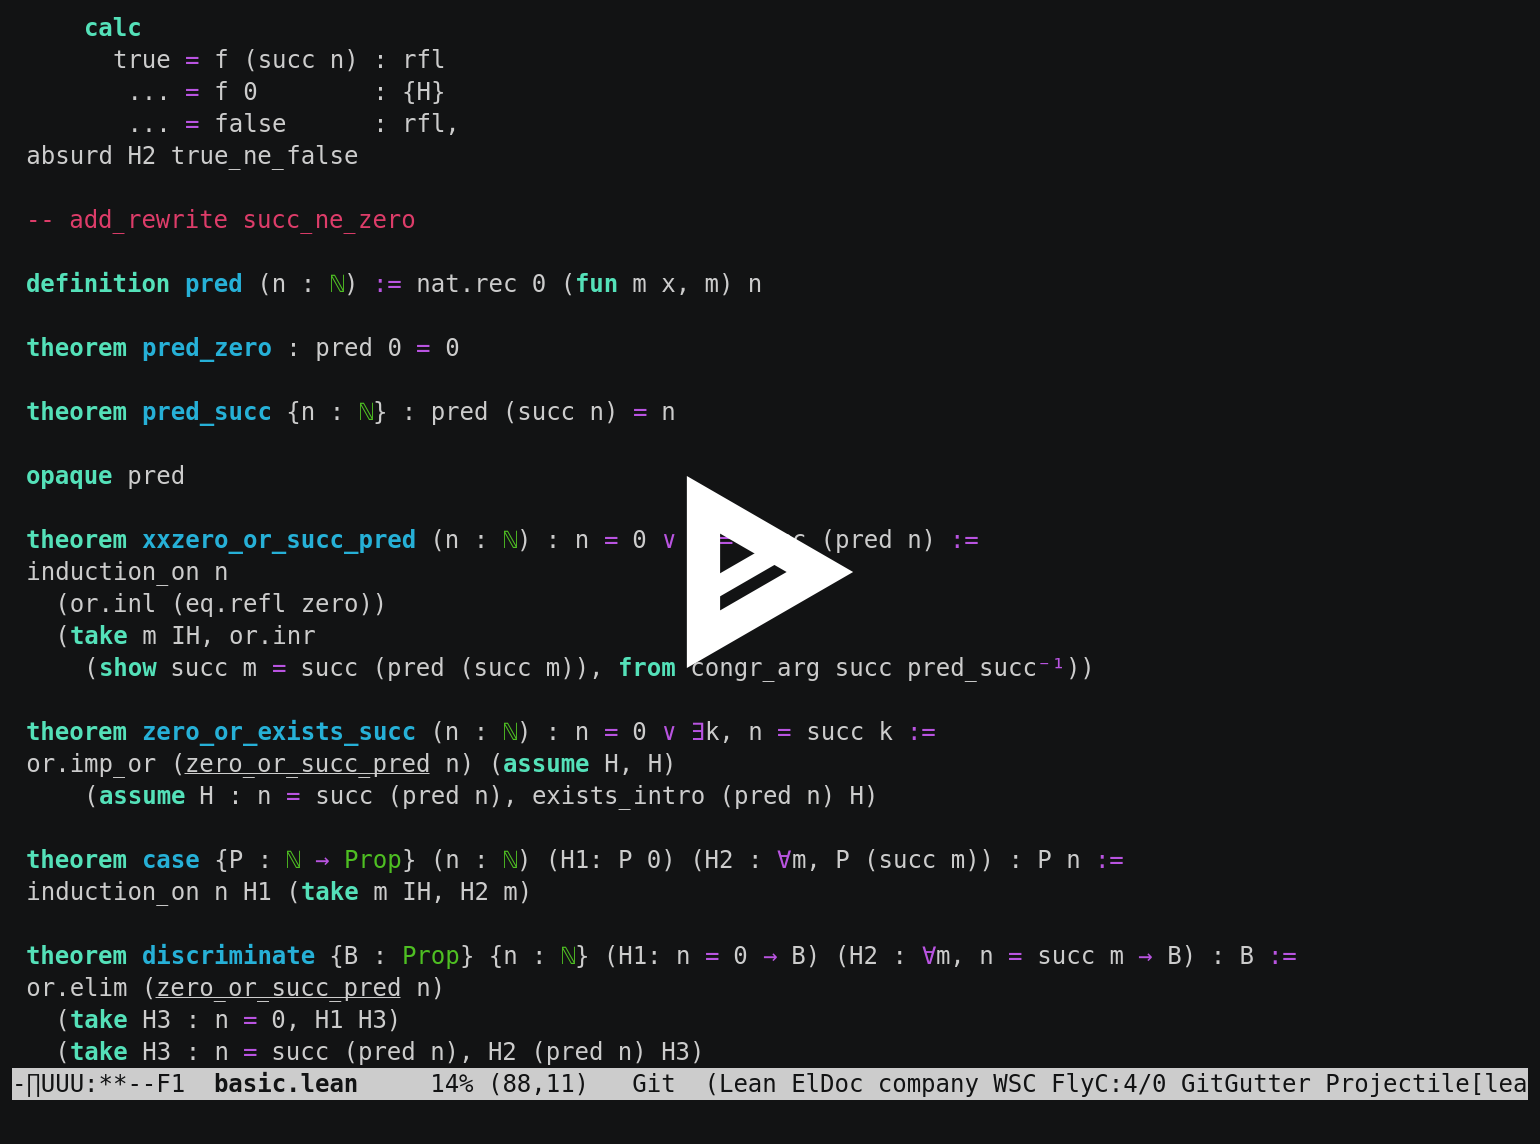 calc
true = f (succ n) : rfl
... = f 0 : {H}
... = false : rfl,
absurd H2 true_ne_false
-- add_rewrite succ_ne_zero
definition pred (n : ℕ) := nat.rec 0 (fun m x, m) n
theorem pred_zero : pred 0 = 0
theorem pred_succ {n : ℕ} : pred (succ n) = n
opaque pred
theorem xxzero_or_succ_pred (n : ℕ) : n = 0 ∨ = (pred n) :=
induction_on n
(or.inl (eq.refl zero))
(take m IH, or.inr
(show succ m = succ (pred (succ m)), from congr_arg succ pred_succ⁻¹))
theorem zero_or_exists_succ (n : ℕ) : n = 0 ∨ ∃k, n = succ k :=
or.imp_or (zero_or_succ_pred n) (assume H, H)
(assume H : n = succ (pred n), exists_intro (pred n) H)
theorem case {P : ℕ → Prop} (n : ℕ) (H1: P 0) (H2 : ∀m, P (succ m)) : P n :=
induction_on n H1 (take m IH, H2 m)
theorem discriminate {B : Prop} {n : ℕ} (H1: n = 0 → B) (H2 : ∀m, n = succ m → B) : B :=
or.elim (zero_or_succ_pred n)
(take H3 : n = 0, H1 H3)
(take H3 : n = succ (pred n), H2 (pred n) H3)
-∏UUU:**--F1 basic.lean 14% (88,11) Git (Lean ElDoc company WSC FlyC:4/0 GitGutter Projectile[lea